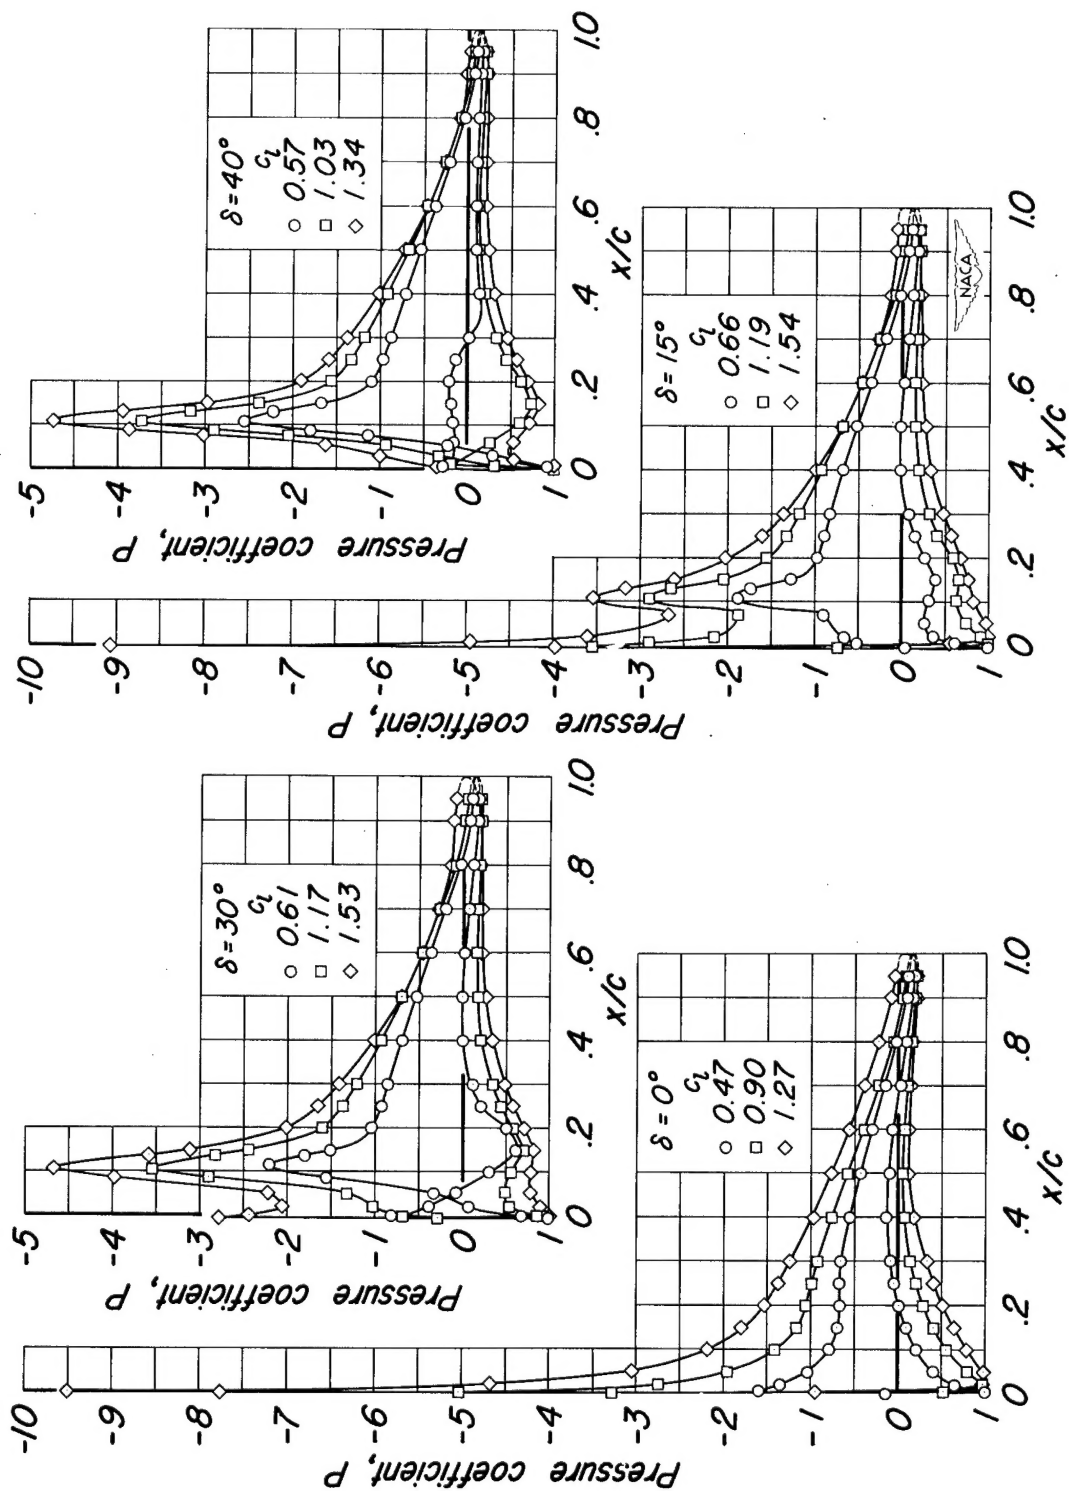 Pressure coefficient, P
-5
-4
-3
-2
-1
0
1
δ=30°
c_l
0.61
1.17
1.53
0 .2 .4 .6 .8 1.0
x/c
Pressure coefficient, P
-5
-4
-3
-2
-1
0
1
δ=40°
c_l
0.57
1.03
1.34
0 .2 .4 .6 .8 1.0
x/c
Pressure coefficient, P
-10
-9
-8
-7
-6
-5
-4
-3
-2
-1
0
1
δ=0°
c_l
0.47
0.90
1.27
0 .2 .4 .6 .8 1.0
x/c
Pressure coefficient, P
-10
-9
-8
-7
-6
-5
-4
-3
-2
-1
0
1
δ=15°
c_l
0.66
1.19
1.54
0 .2 .4 .6 .8 1.0
x/c
NACA